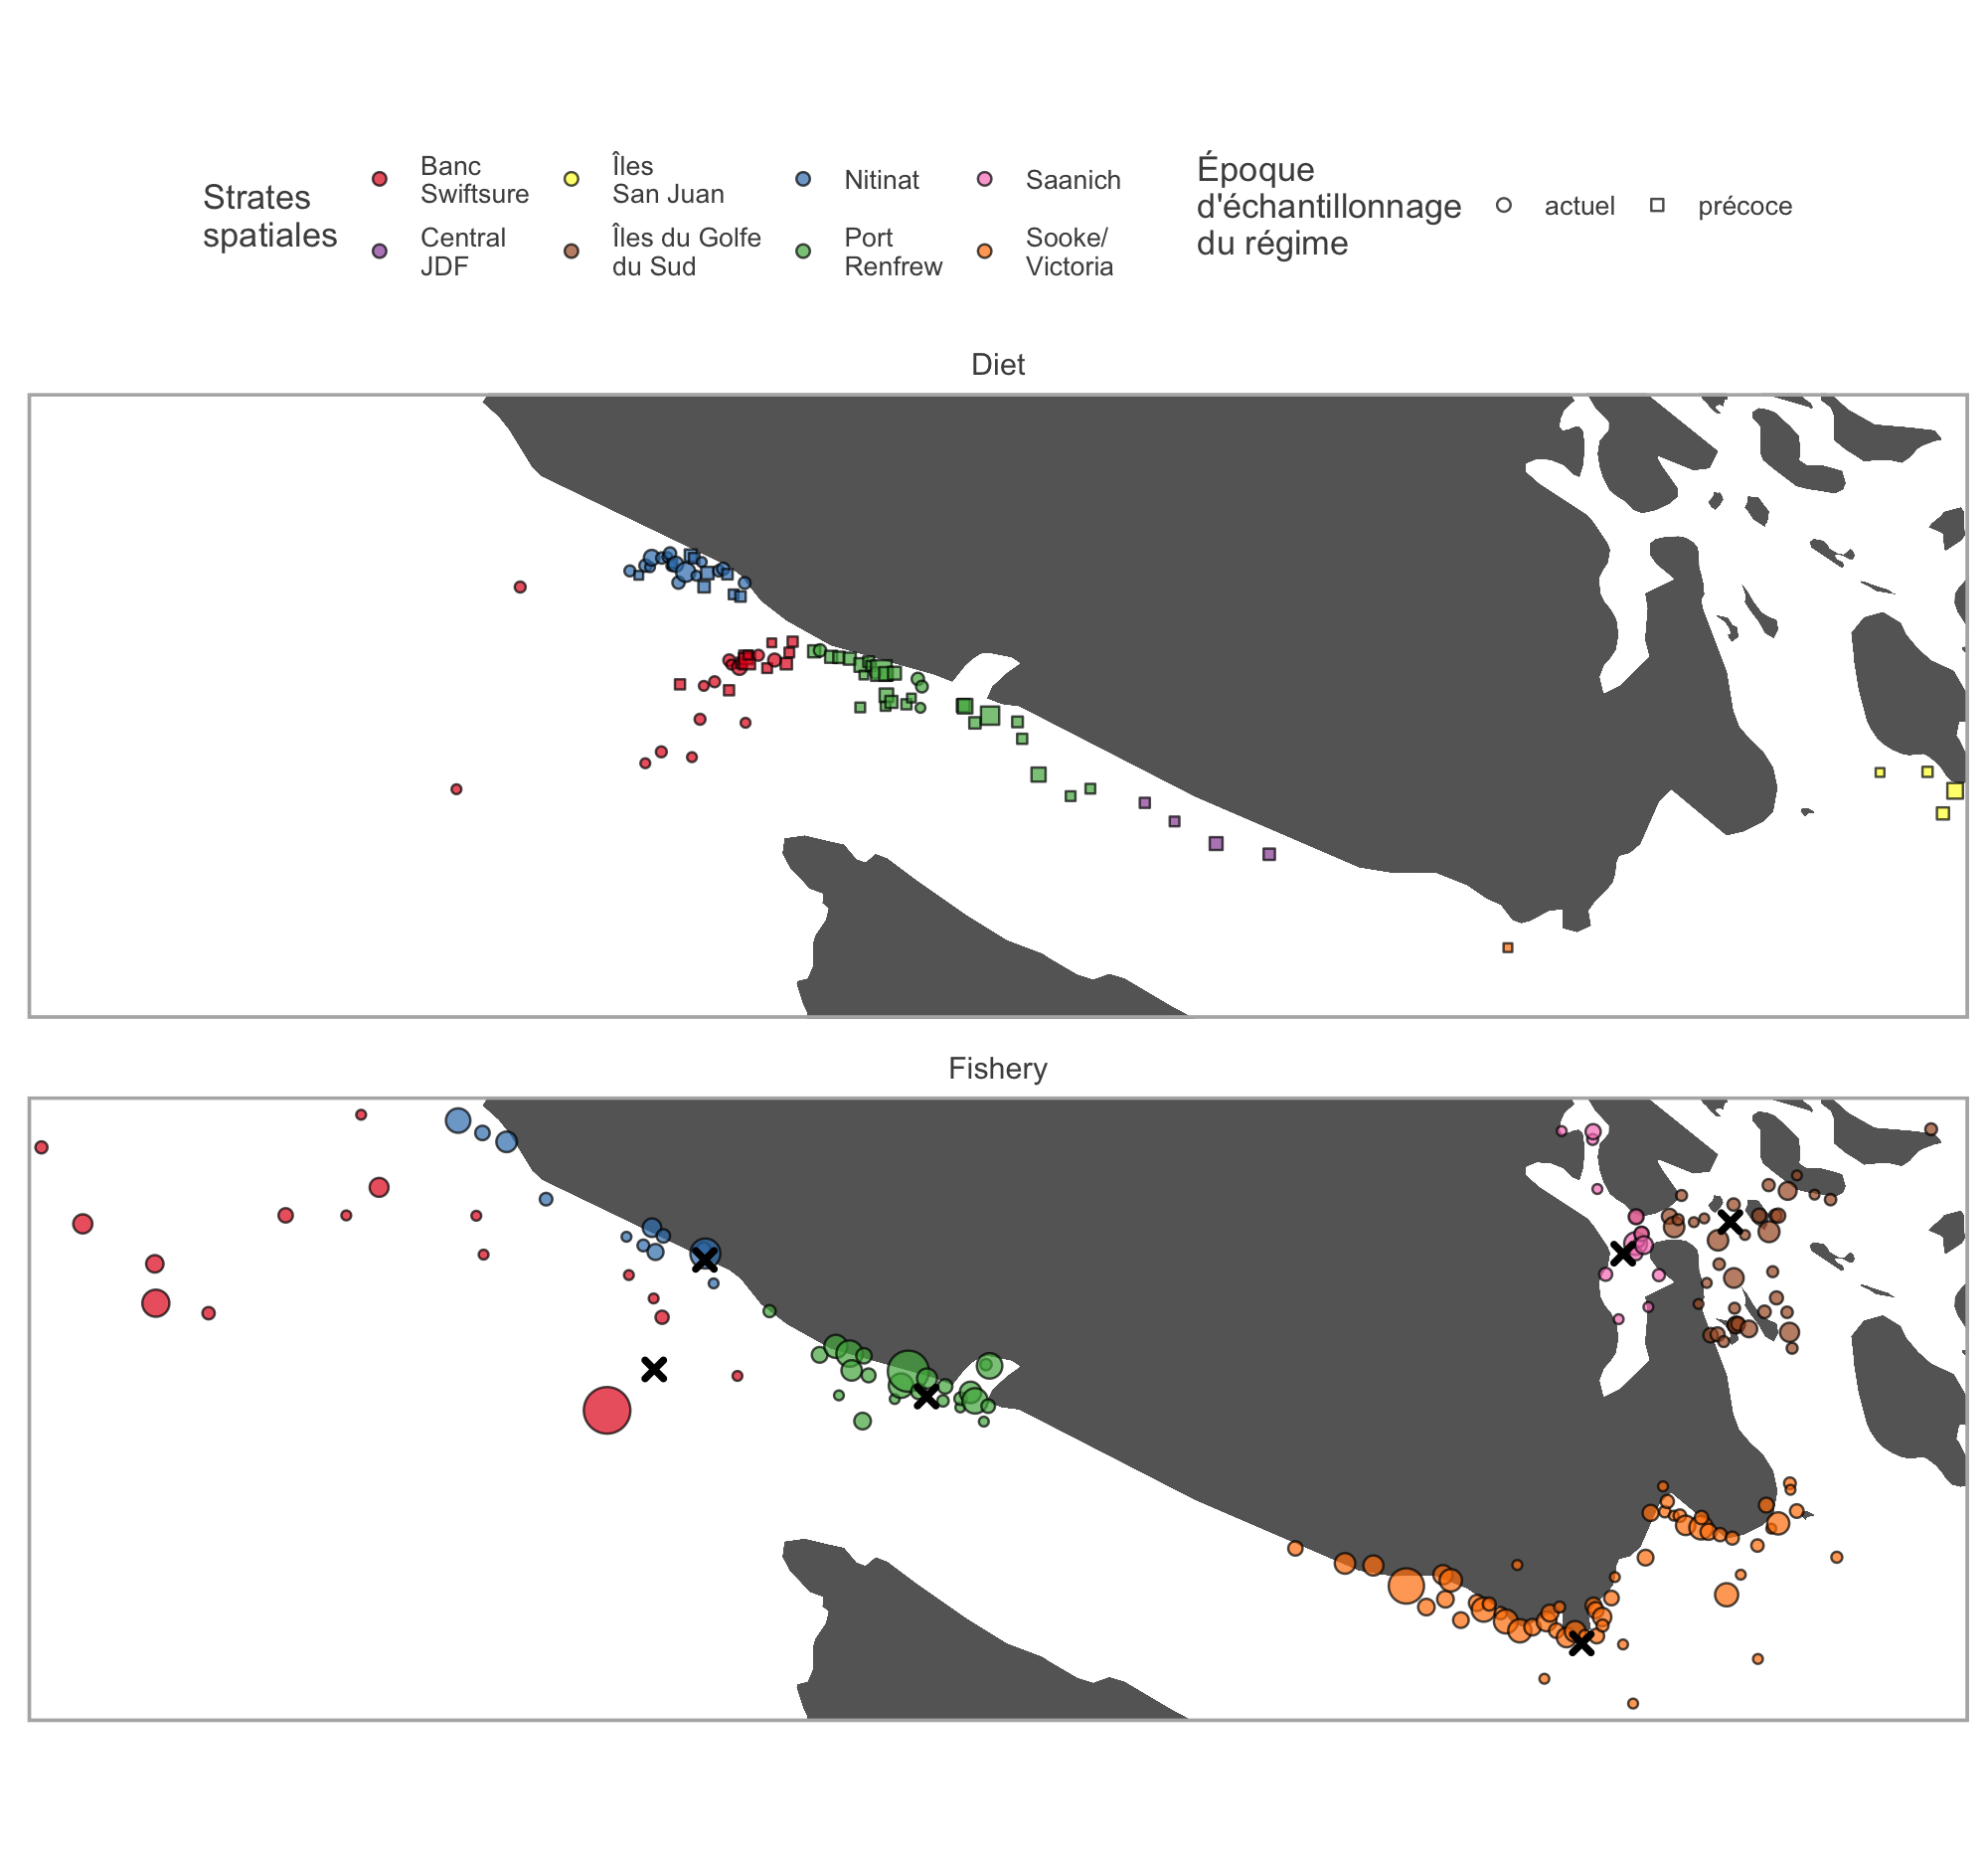 Strates
spatiales
Banc
Swiftsure
Îles
San Juan
Nitinat
Saanich
Central
JDF
Îles du Golfe
du Sud
Port
Renfrew
Sooke/
Victoria
Époque
d'échantillonnage
du régime
actuel
précoce
Diet
Fishery